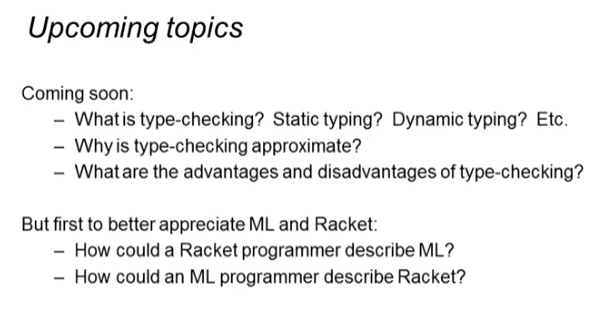 Upcoming topics
Coming soon:
– What is type-checking? Static typing? Dynamic typing? Etc.
– Why is type-checking approximate?
– What are the advantages and disadvantages of type-checking?
But first to better appreciate ML and Racket:
– How could a Racket programmer describe ML?
– How could an ML programmer describe Racket?